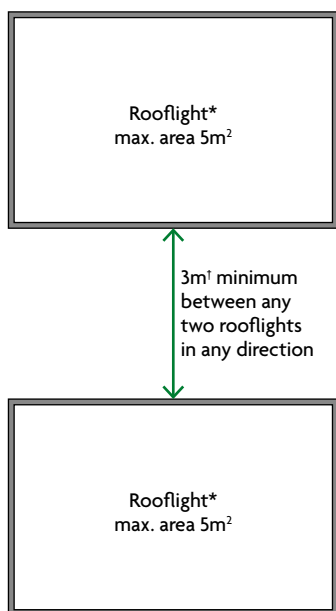 Rooflight*
max. area 5m²
3m† minimum
between any
two rooflights
in any direction
Rooflight*
max. area 5m²